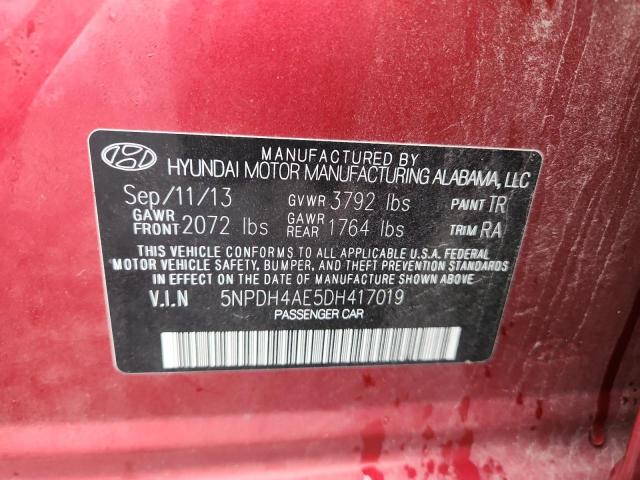 MANUFACTURED BY
HYUNDAI MOTOR MANUFACTURING ALABAMA, LLC
Sep/11/13 GVWR 3792 lbs PAINT TR
GAWR FRONT 2072 lbs GAWR REAR 1764 lbs TRIM RA
THIS VEHICLE CONFORMS TO ALL APPLICABLE U.S.A. FEDERAL
MOTOR VEHICLE SAFETY, BUMPER, AND THEFT PREVENTION STANDARDS
IN EFFECT ON THE DATE OF MANUFACTURE SHOWN ABOVE.
V.I.N 5NPDH4AE5DH417019
PASSENGER CAR